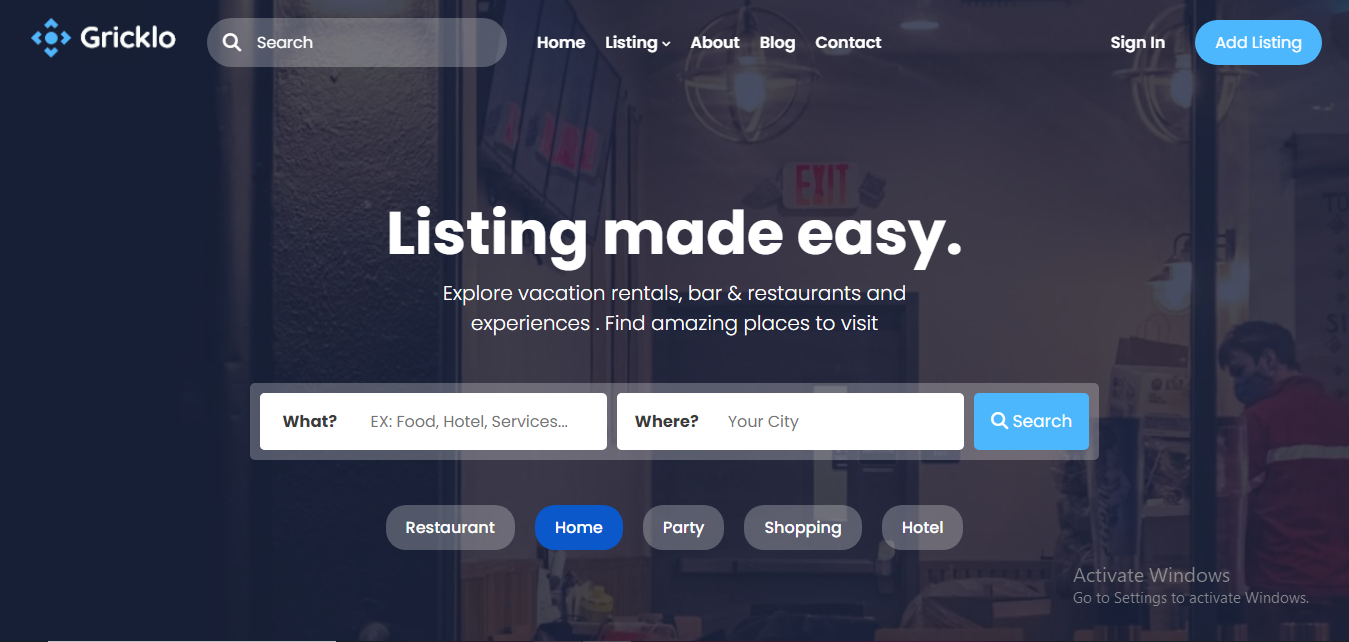 Gricklo
Search
Home
Listing
About
Blog
Contact
Sign In
Add Listing
EXIT
Listing made easy.
Explore vacation rentals, bar & restaurants and
experiences . Find amazing places to visit
What?
EX: Food, Hotel, Services...
Where?
Your City
Search
Restaurant
Home
Party
Shopping
Hotel
Activate Windows
Go to Settings to activate Windows.